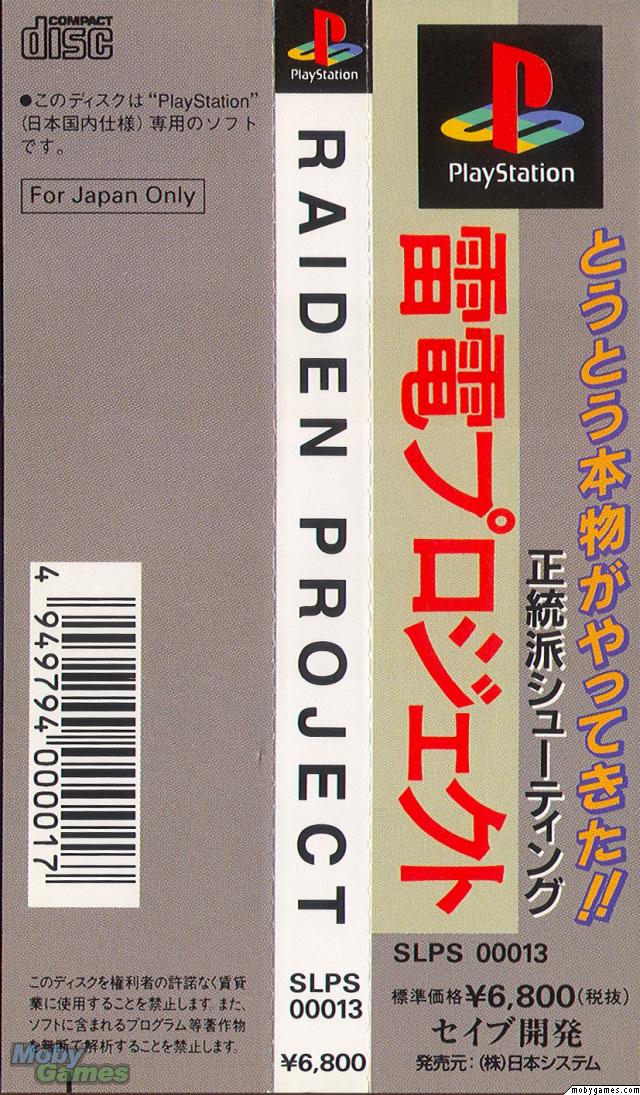 COMPACT
disc
●このディスクは“PlayStation”
(日本国内仕様) 専用のソフト
です。
For Japan Only
4 949794 000017
このディスクを権利者の許諾なく賃貸
業に使用することを禁止します。また、
ソフトに含まれるプログラム等著作物
を無断で解析することを禁止します。
Moby
Games
PlayStation
RAIDEN PROJECT
SLPS
00013
¥6,800
PlayStation
とうとう本物がやってきた!!
正統派シューティング
雷電プロジェクト
SLPS 00013
標準価格¥6,800(税抜)
セイブ開発
発売元:(株)日本システム
mobygames.com